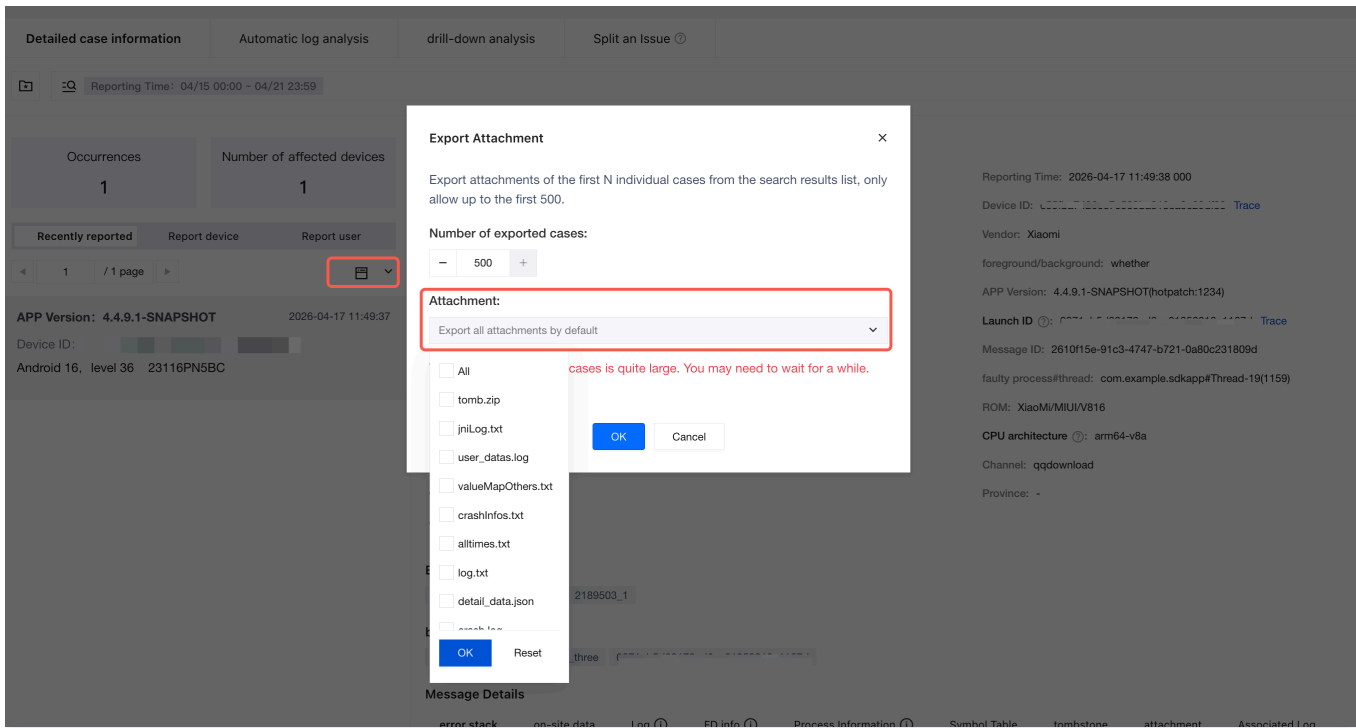 Detailed case information
Automatic log analysis
drill-down analysis
Split an Issue
Reporting Time: 04/15 00:00 ~ 04/21 23:59
Occurrences
1
Number of affected devices
1
Recently reported
Report device
Report user
1 / 1 page
APP Version: 4.4.9.1-SNAPSHOT
2026-04-17 11:49:37
Device ID:
Android 16, level 36 23116PN5BC
Export Attachment
Export attachments of the first N individual cases from the search results list, only
allow up to the first 500.
Number of exported cases:
− 500 +
Attachment:
Export all attachments by default
cases is quite large. You may need to wait for a while.
All
tomb.zip
jniLog.txt
user_datas.log
valueMapOthers.txt
crashInfos.txt
alltimes.txt
log.txt
detail_data.json
OK
Reset
OK
Cancel
2189503_1
_three
Reporting Time: 2026-04-17 11:49:38 000
Device ID:
Trace
Vendor: Xiaomi
foreground/background: whether
APP Version: 4.4.9.1-SNAPSHOT(hotpatch:1234)
Launch ID
Trace
Message ID: 2610f15e-91c3-4747-b721-0a80c231809d
faulty process#thread: com.example.sdkapp#Thread-19(1159)
ROM: XiaoMi/MIUI/V816
CPU architecture : arm64-v8a
Channel: qqdownload
Province: -
Message Details
error stack
on-site data
Log
FD info
Process Information
Symbol Table
tombstone
attachment
Associated Log